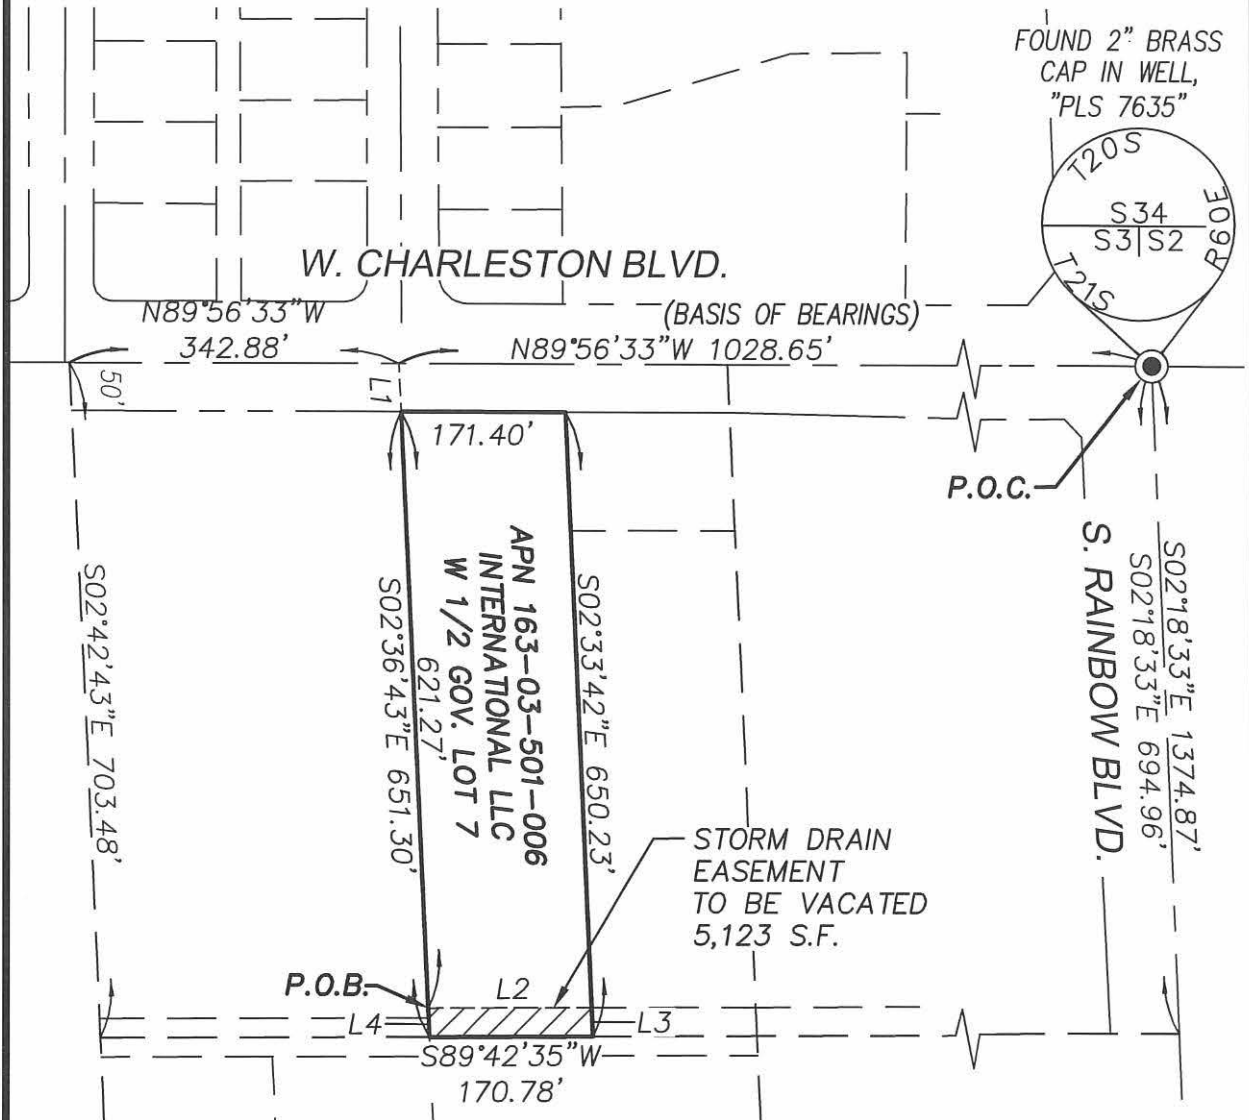 FOUND 2" BRASS
CAP IN WELL,
"PLS 7635"
T20S
R60E
S34
S3|S2
T21S
W. CHARLESTON BLVD.
N89°56'33"W
342.88'
(BASIS OF BEARINGS)
N89°56'33"W 1028.65'
50'
L1
171.40'
P.O.C.
S02°42'43"E 703.48'
S02°36'43"E 651.30'
621.27'
APN 163-03-501-006
INTERNATIONAL LLC
W 1/2 GOV. LOT 7
S02°33'42"E 650.23'
S. RAINBOW BLVD.
S02°18'33"E 1374.87'
S02°18'33"E 694.96'
STORM DRAIN
EASEMENT
TO BE VACATED
5,123 S.F.
P.O.B.
L2
L4
L3
S89°42'35"W
170.78'